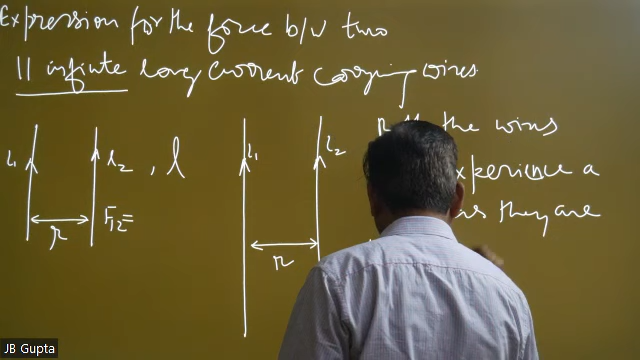 Expression for the force b/w two
|| infinite long current carrying wires
i₁ i₂ , l
r F₁₂=
i₁ i₂
r
the wires
experience a
they are
JB Gupta